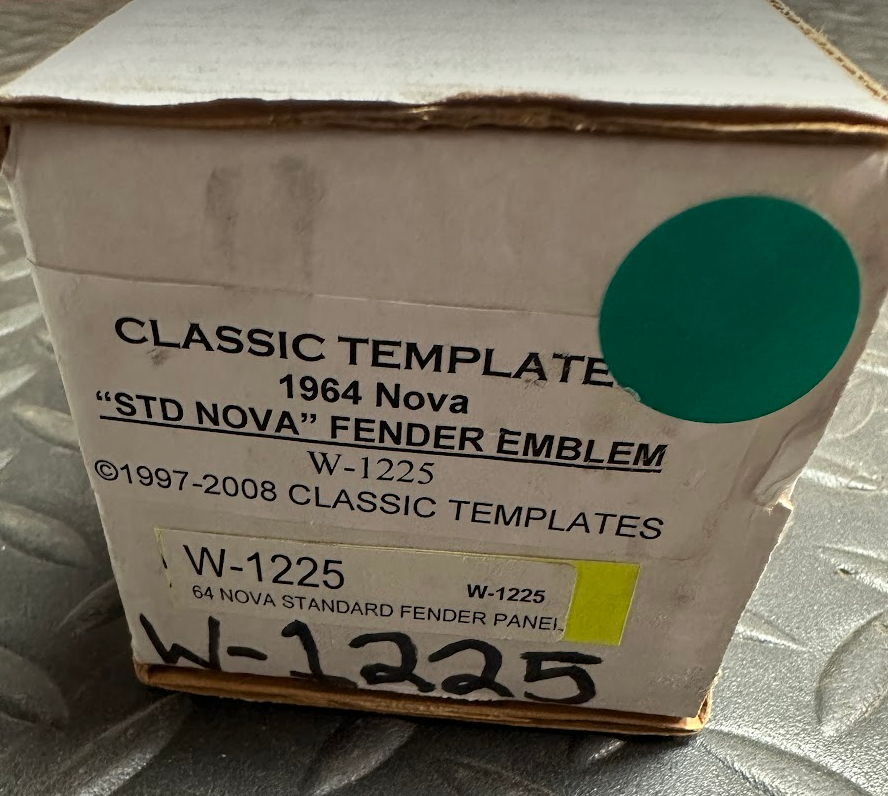 CLASSIC TEMPLATE
1964 Nova
“STD NOVA” FENDER EMBLEM
W-1225
©1997-2008 CLASSIC TEMPLATES
W-1225 W-1225
64 NOVA STANDARD FENDER PANEL
W-1225